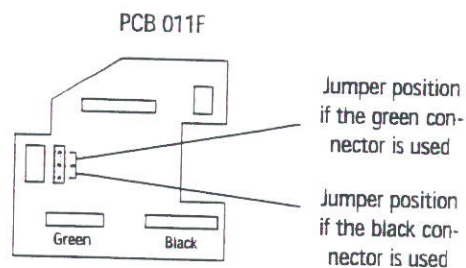 PCB 011F
Jumper position
if the green con-
nector is used
Jumper position
if the black con-
nector is used
Green
Black